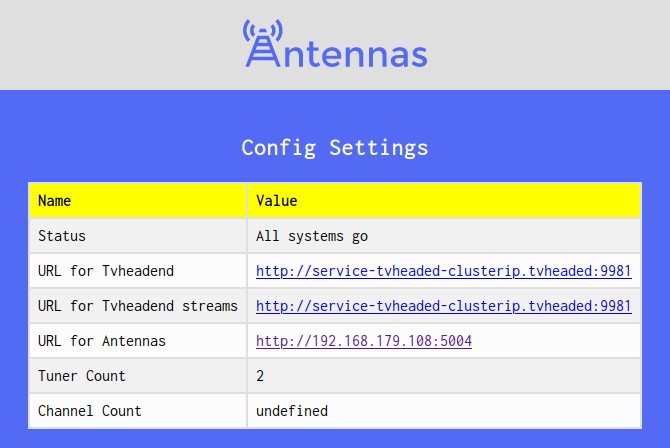 Antennas
Config Settings
Name Value
Status All systems go
URL for Tvheadend http://service-tvheaded-clusterip.tvheaded:9981
URL for Tvheadend streams http://service-tvheaded-clusterip.tvheaded:9981
URL for Antennas http://192.168.179.108:5004
Tuner Count 2
Channel Count undefined